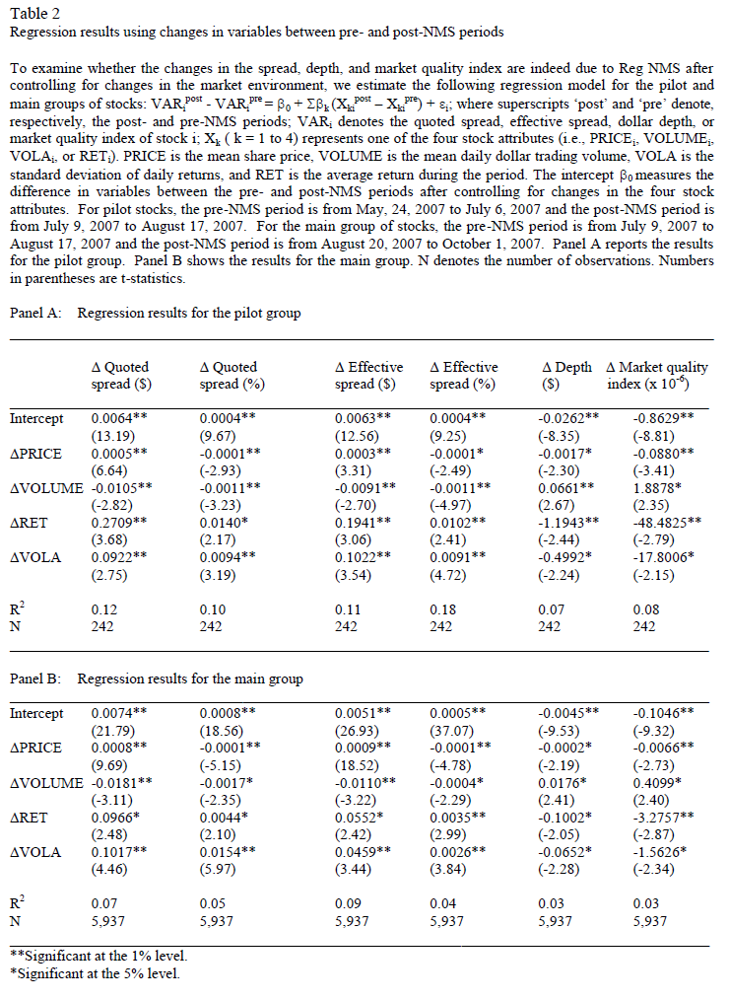 Table 2
Regression results using changes in variables between pre- and post-NMS periods
To examine whether the changes in the spread, depth, and market quality index are indeed due to Reg NMS after
controlling for changes in the market environment, we estimate the following regression model for the pilot and
main groups of stocks: VARᵢᵖᵒˢᵗ - VARᵢᵖʳᵉ = β₀ + Σβₖ(Xₖᵢᵖᵒˢᵗ – Xₖᵢᵖʳᵉ) + εᵢ; where superscripts ‘post’ and ‘pre’ denote,
respectively, the post- and pre-NMS periods; VARᵢ denotes the quoted spread, effective spread, dollar depth, or
market quality index of stock i; Xₖ ( k = 1 to 4) represents one of the four stock attributes (i.e., PRICEᵢ, VOLUMEᵢ,
VOLAᵢ, or RETᵢ). PRICE is the mean share price, VOLUME is the mean daily dollar trading volume, VOLA is the
standard deviation of daily returns, and RET is the average return during the period. The intercept β₀ measures the
difference in variables between the pre- and post-NMS periods after controlling for changes in the four stock
attributes. For pilot stocks, the pre-NMS period is from May, 24, 2007 to July 6, 2007 and the post-NMS period is
from July 9, 2007 to August 17, 2007. For the main group of stocks, the pre-NMS period is from July 9, 2007 to
August 17, 2007 and the post-NMS period is from August 20, 2007 to October 1, 2007. Panel A reports the results
for the pilot group. Panel B shows the results for the main group. N denotes the number of observations. Numbers
in parentheses are t-statistics.
Panel A: Regression results for the pilot group
Δ Quoted Δ Quoted Δ Effective Δ Effective Δ Depth Δ Market quality
spread ($) spread (%) spread ($) spread (%) ($) index (x 10⁻⁶)
Intercept 0.0064** 0.0004** 0.0063** 0.0004** -0.0262** -0.8629**
(13.19) (9.67) (12.56) (9.25) (-8.35) (-8.81)
ΔPRICE 0.0005** -0.0001** 0.0003** -0.0001* -0.0017* -0.0880**
(6.64) (-2.93) (3.31) (-2.49) (-2.30) (-3.41)
ΔVOLUME -0.0105** -0.0011** -0.0091** -0.0011** 0.0661** 1.8878*
(-2.82) (-3.23) (-2.70) (-4.97) (2.67) (2.35)
ΔRET 0.2709** 0.0140* 0.1941** 0.0102** -1.1943** -48.4825**
(3.68) (2.17) (3.06) (2.41) (-2.44) (-2.79)
ΔVOLA 0.0922** 0.0094** 0.1022** 0.0091** -0.4992* -17.8006*
(2.75) (3.19) (3.54) (4.72) (-2.24) (-2.15)
R² 0.12 0.10 0.11 0.18 0.07 0.08
N 242 242 242 242 242 242
Panel B: Regression results for the main group
Intercept 0.0074** 0.0008** 0.0051** 0.0005** -0.0045** -0.1046**
(21.79) (18.56) (26.93) (37.07) (-9.53) (-9.32)
ΔPRICE 0.0008** -0.0001** 0.0009** -0.0001** -0.0002* -0.0066**
(9.69) (-5.15) (18.52) (-4.78) (-2.19) (-2.73)
ΔVOLUME -0.0181** -0.0017* -0.0110** -0.0004* 0.0176* 0.4099*
(-3.11) (-2.35) (-3.22) (-2.29) (2.41) (2.40)
ΔRET 0.0966* 0.0044* 0.0552* 0.0035** -0.1002* -3.2757**
(2.48) (2.10) (2.42) (2.99) (-2.05) (-2.87)
ΔVOLA 0.1017** 0.0154** 0.0459** 0.0026** -0.0652* -1.5626*
(4.46) (5.97) (3.44) (3.84) (-2.28) (-2.34)
R² 0.07 0.05 0.09 0.04 0.03 0.03
N 5,937 5,937 5,937 5,937 5,937 5,937
**Significant at the 1% level.
*Significant at the 5% level.